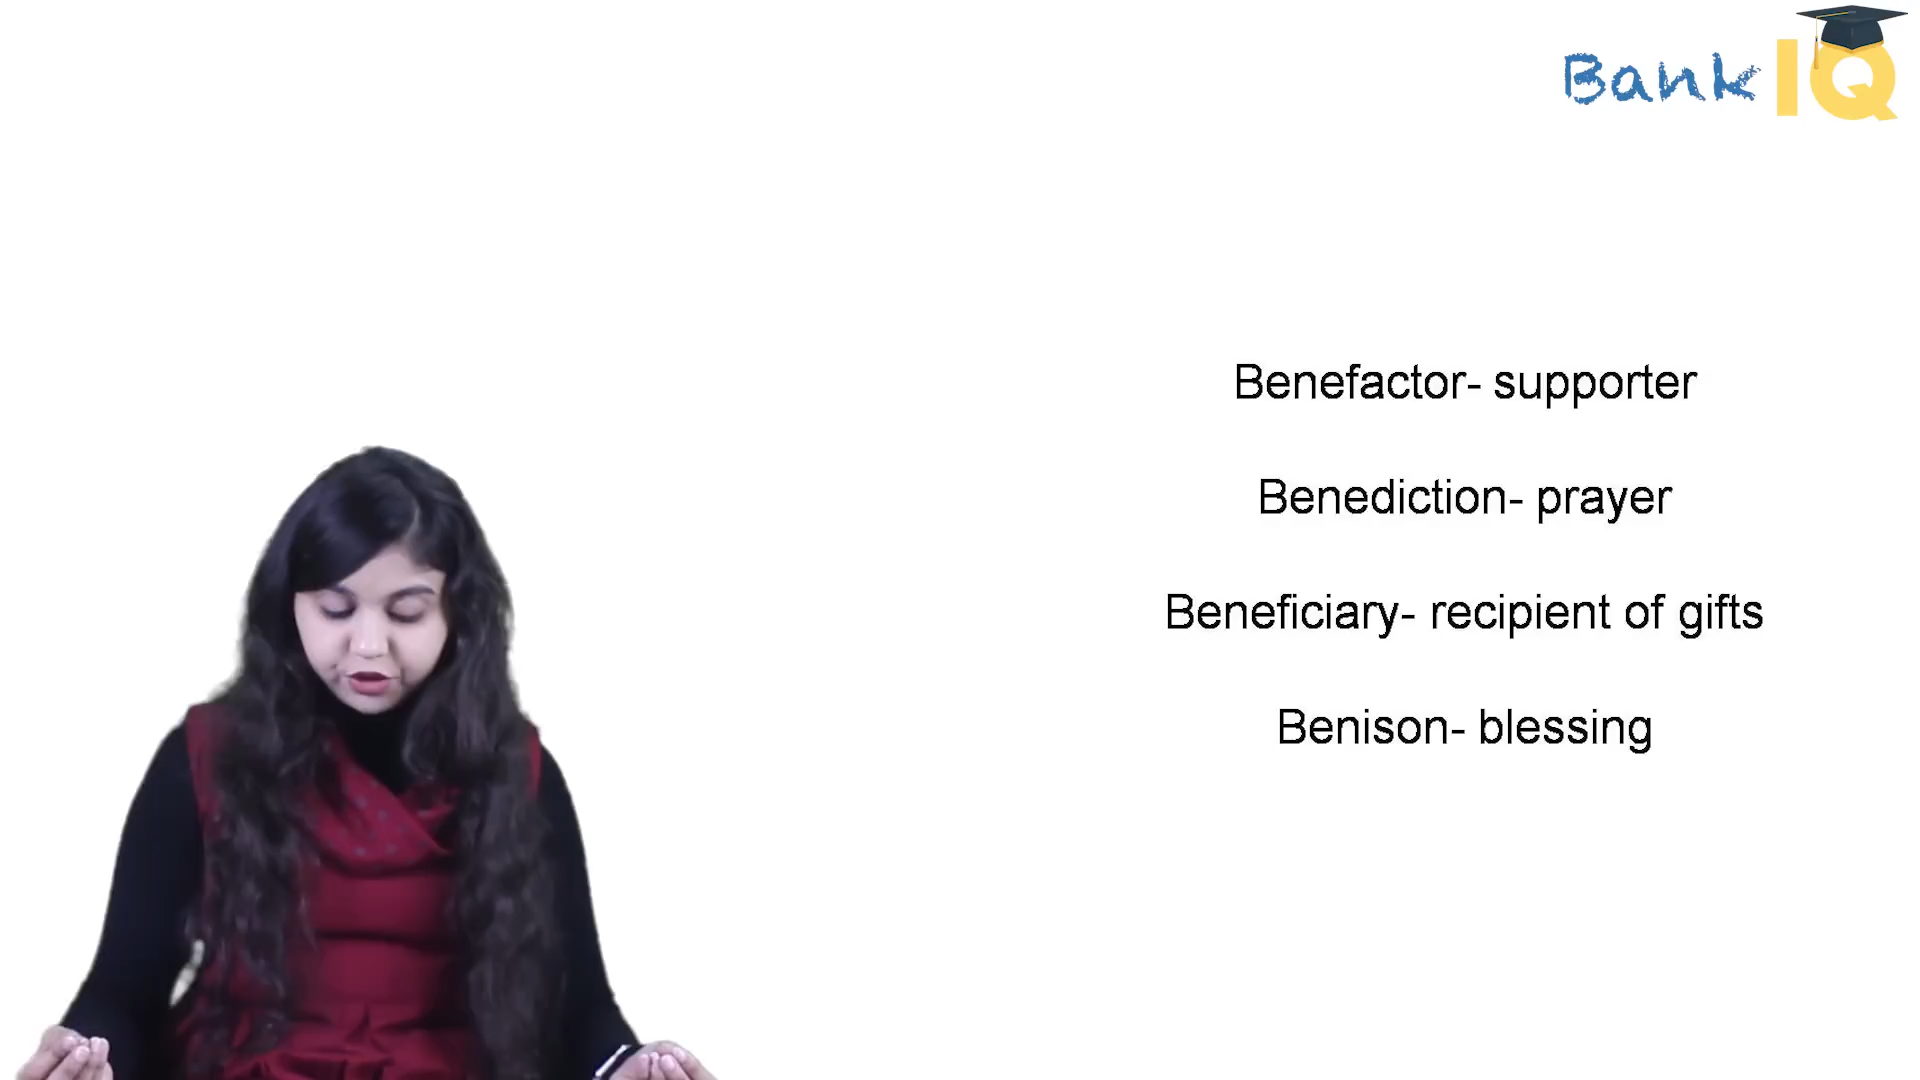 Bank IQ
Benefactor- supporter
Benediction- prayer
Beneficiary- recipient of gifts
Benison- blessing